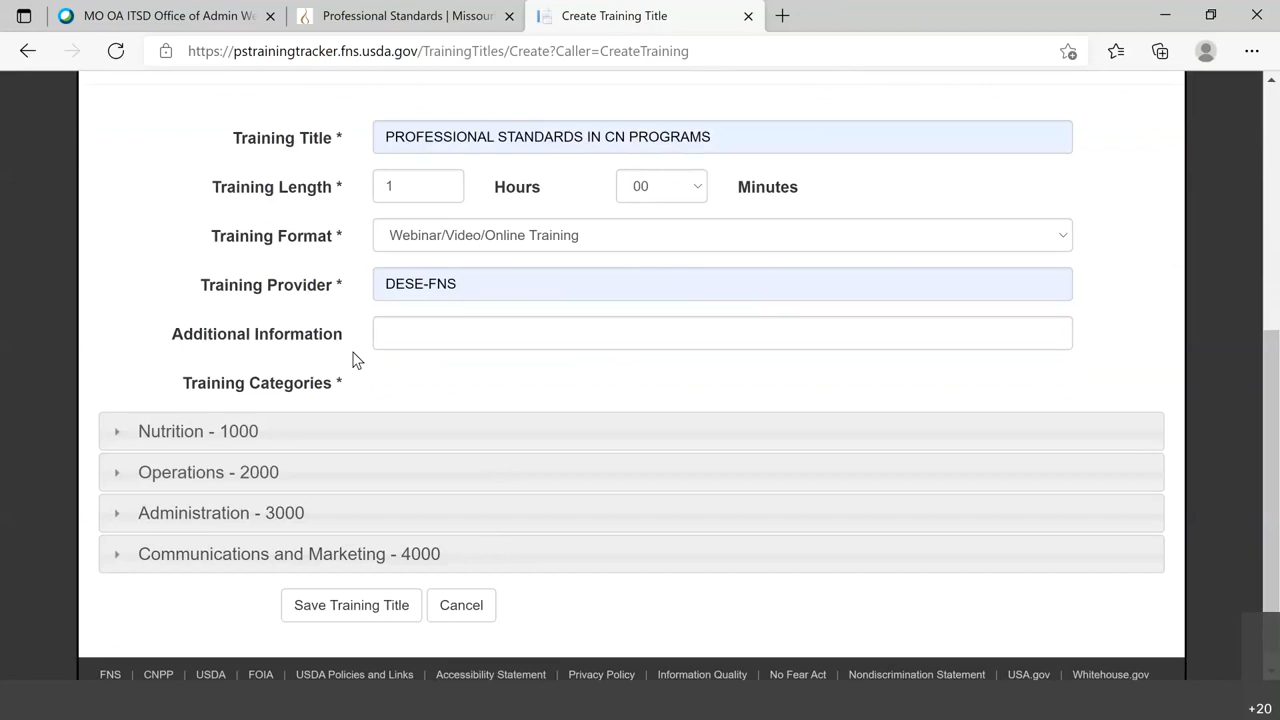 MO OA ITSD Office of Admin We
Professional Standards | Missour
Create Training Title
https://pstrainingtracker.fns.usda.gov/TrainingTitles/Create?Caller=CreateTraining
Training Title * PROFESSIONAL STANDARDS IN CN PROGRAMS
Training Length * 1 Hours 00 Minutes
Training Format * Webinar/Video/Online Training
Training Provider * DESE-FNS
Additional Information
Training Categories *
Nutrition - 1000
Operations - 2000
Administration - 3000
Communications and Marketing - 4000
Save Training Title Cancel
FNS | CNPP | USDA | FOIA | USDA Policies and Links | Accessibility Statement | Privacy Policy | Information Quality | No Fear Act | Nondiscrimination Statement | USA.gov | Whitehouse.gov
+20